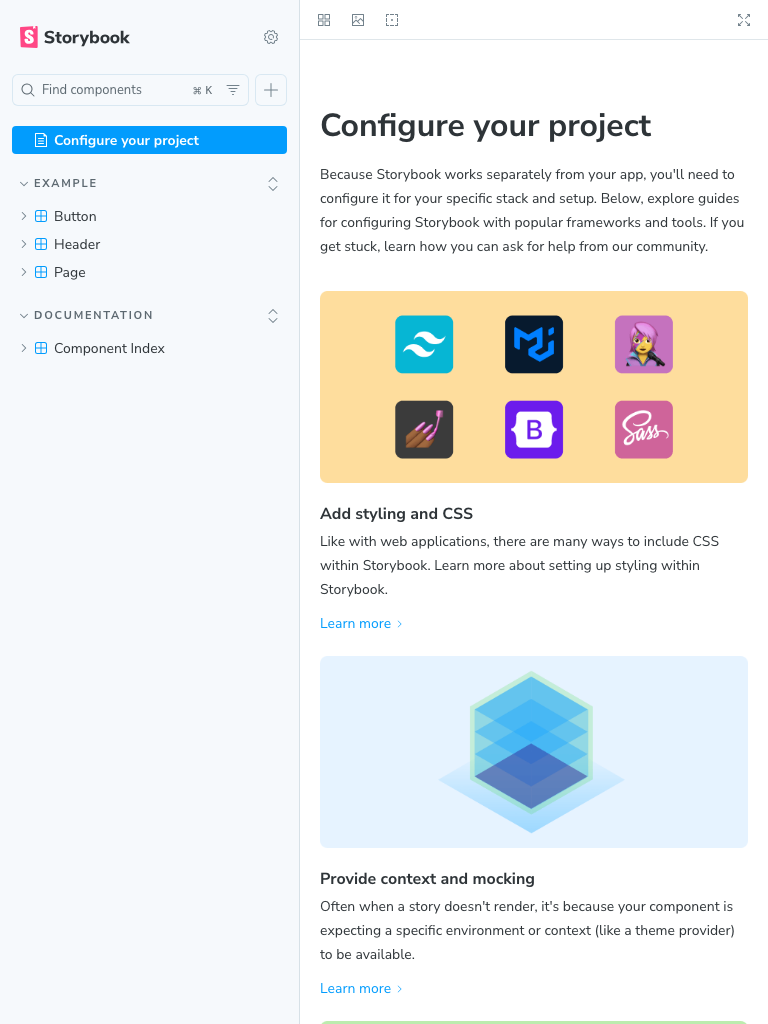 Storybook
Find components
⌘ K
Configure your project
EXAMPLE
Button
Header
Page
DOCUMENTATION
Component Index
Configure your project
Because Storybook works separately from your app, you'll need to
configure it for your specific stack and setup. Below, explore guides
for configuring Storybook with popular frameworks and tools. If you
get stuck, learn how you can ask for help from our community.
B
Sass
Add styling and CSS
Like with web applications, there are many ways to include CSS
within Storybook. Learn more about setting up styling within
Storybook.
Learn more
Provide context and mocking
Often when a story doesn't render, it's because your component is
expecting a specific environment or context (like a theme provider)
to be available.
Learn more